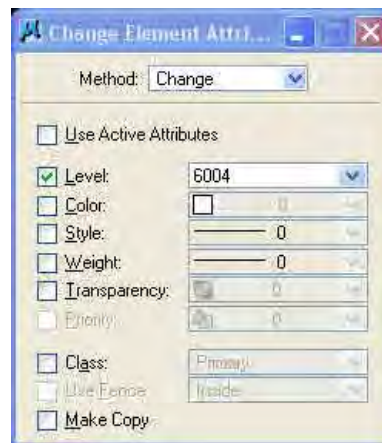 Change Element Attri...
Method: Change
Use Active Attributes
Level: 6004
Color: 0
Style: 0
Weight: 0
Transparency: 0
Priority: 0
Class: Primary
Use Fence Inside
Make Copy